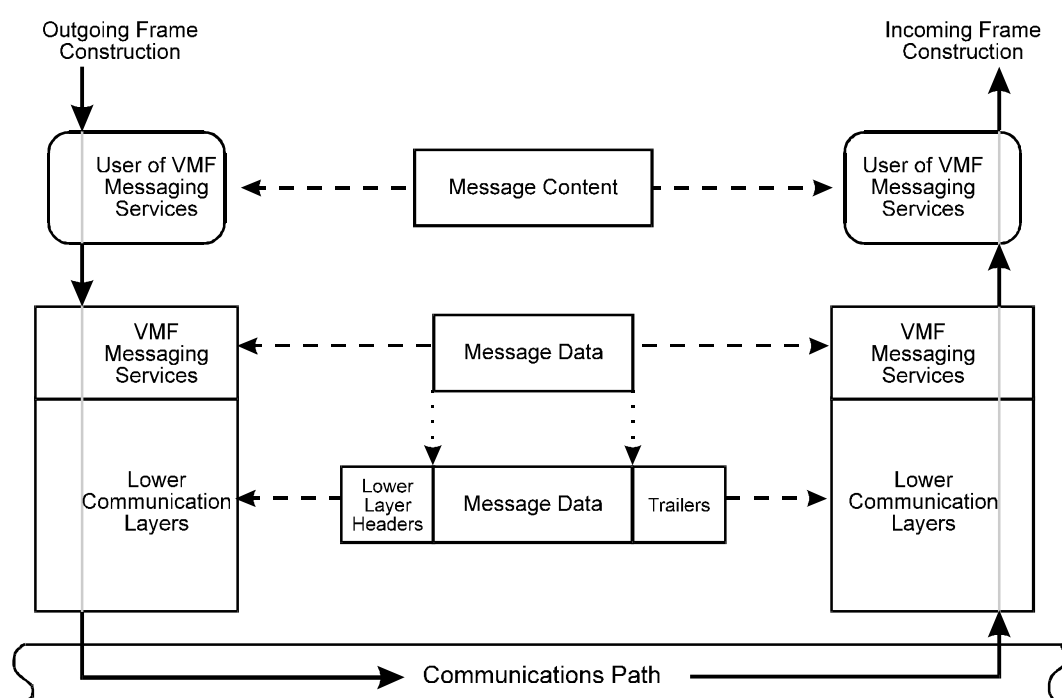 Outgoing Frame
Construction
Incoming Frame
Construction
User of VMF
Messaging
Services
Message Content
User of VMF
Messaging
Services
VMF
Messaging
Services
Message Data
VMF
Messaging
Services
Lower
Communication
Layers
Lower
Layer
Headers
Message Data
Trailers
Lower
Communication
Layers
Communications Path